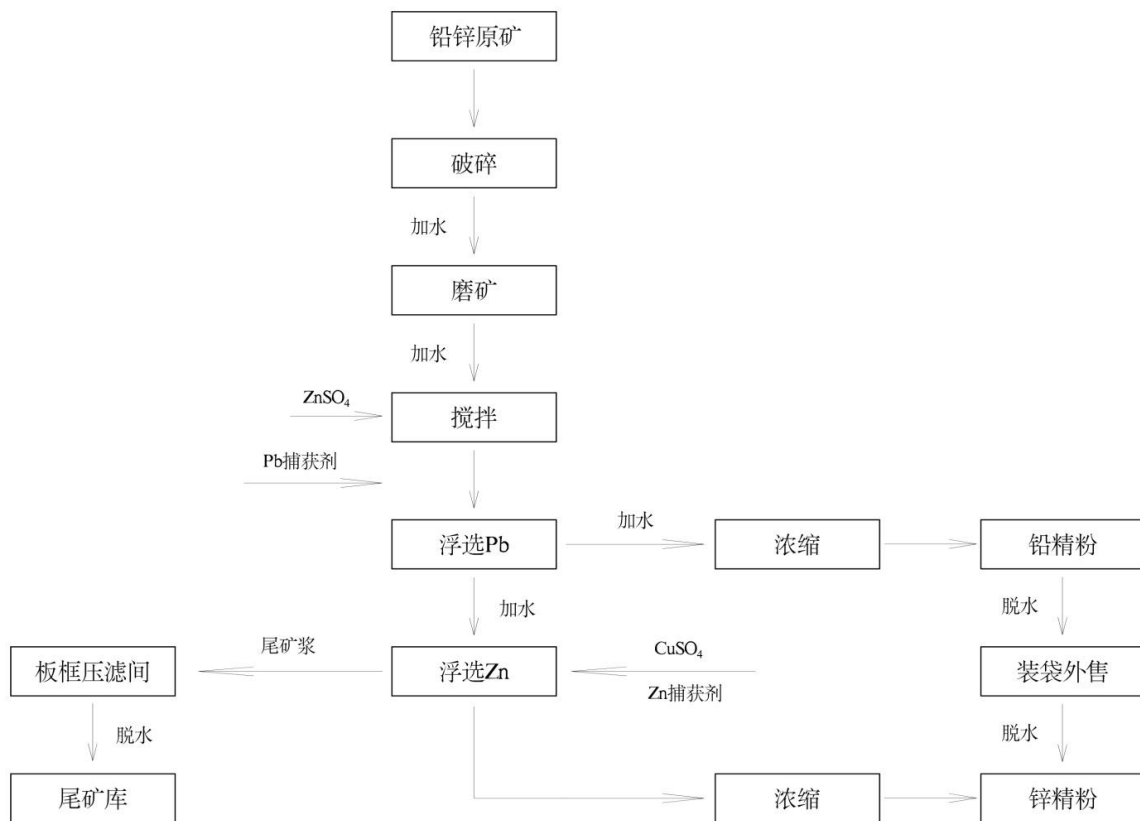 铅锌原矿
破碎
加水
磨矿
加水
ZnSO₄
搅拌
Pb捕获剂
浮选Pb
加水
浓缩
铅精粉
加水
脱水
尾矿浆
CuSO₄
板框压滤间
浮选Zn
Zn捕获剂
装袋外售
脱水
脱水
尾矿库
浓缩
锌精粉